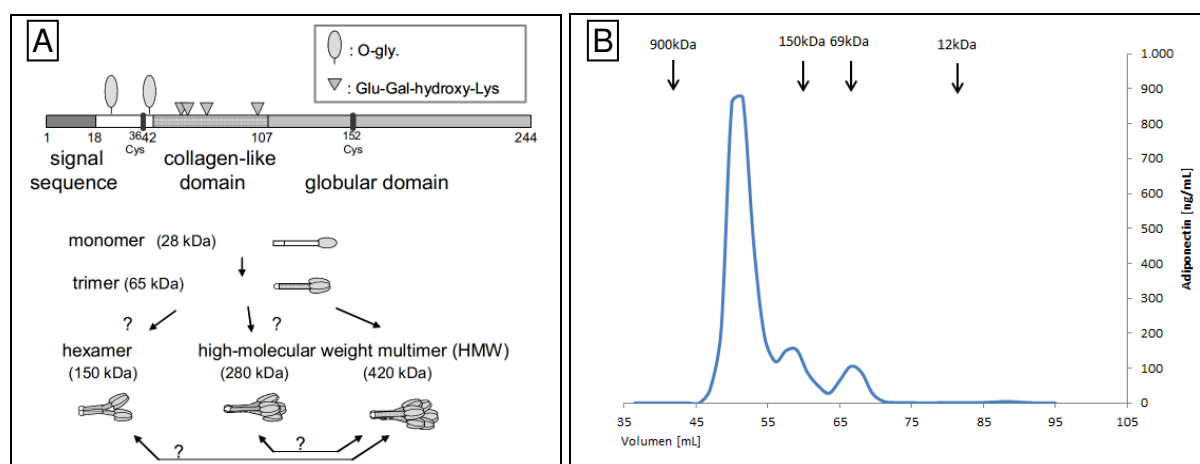 A
: O-gly.
: Glu-Gal-hydroxy-Lys
1 18 36 42 107 152 244
Cys Cys
signal sequence
collagen-like domain
globular domain
monomer (28 kDa)
trimer (65 kDa)
? ?
hexamer high-molecular weight multimer (HMW)
(150 kDa) (280 kDa) (420 kDa)
?
?
B
900kDa 150kDa 69kDa 12kDa
1.000
900
800
700
600
500
400
300
200
100
0
Adiponectin [ng/mL]
35 45 55 65 75 85 95 105
Volumen [mL]